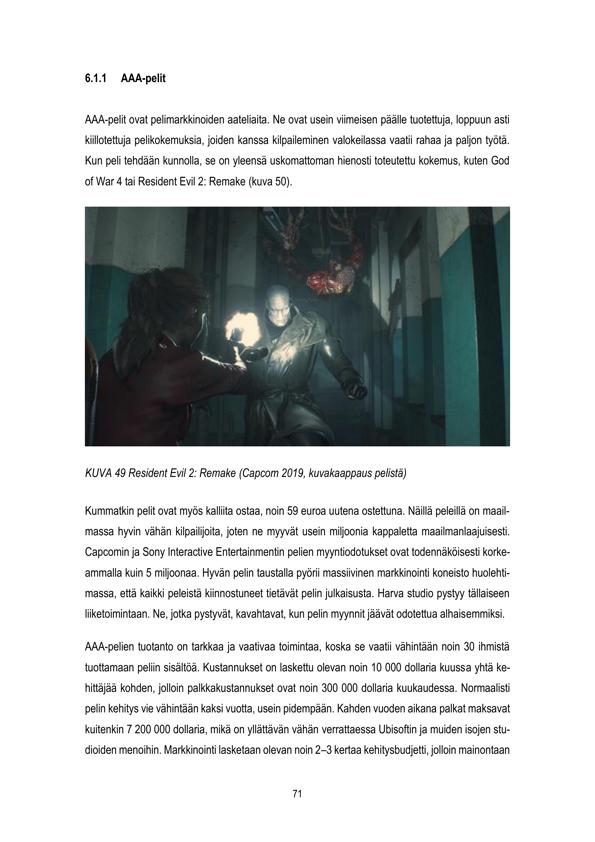 6.1.1 AAA-pelit
AAA-pelit ovat pelimarkkinoiden aateliaita. Ne ovat usein viimeisen päälle tuotettuja, loppuun asti
kiillotettuja pelikokemuksia, joiden kanssa kilpaileminen valokeilassa vaatii rahaa ja paljon työtä.
Kun peli tehdään kunnolla, se on yleensä uskomattoman hienosti toteutettu kokemus, kuten God
of War 4 tai Resident Evil 2: Remake (kuva 50).
KUVA 49 Resident Evil 2: Remake (Capcom 2019, kuvakaappaus pelistä)
Kummatkin pelit ovat myös kalliita ostaa, noin 59 euroa uutena ostettuna. Näillä peleillä on maail-
massa hyvin vähän kilpailijoita, joten ne myyvät usein miljoonia kappaletta maailmanlaajuisesti.
Capcomin ja Sony Interactive Entertainmentin pelien myyntiodotukset ovat todennäköisesti korke-
ammalla kuin 5 miljoonaa. Hyvän pelin taustalla pyörii massiivinen markkinointi koneisto huolehti-
massa, että kaikki peleistä kiinnostuneet tietävät pelin julkaisusta. Harva studio pystyy tällaiseen
liiketoimintaan. Ne, jotka pystyvät, kavahtavat, kun pelin myynnit jäävät odotettua alhaisemmiksi.
AAA-pelien tuotanto on tarkkaa ja vaativaa toimintaa, koska se vaatii vähintään noin 30 ihmistä
tuottamaan peliin sisältöä. Kustannukset on laskettu olevan noin 10 000 dollaria kuussa yhtä ke-
hittäjää kohden, jolloin palkkakustannukset ovat noin 300 000 dollaria kuukaudessa. Normaalisti
pelin kehitys vie vähintään kaksi vuotta, usein pidempään. Kahden vuoden aikana palkat maksavat
kuitenkin 7 200 000 dollaria, mikä on yllättävän vähän verrattaessa Ubisoftin ja muiden isojen stu-
dioiden menoihin. Markkinointi lasketaan olevan noin 2–3 kertaa kehitysbudjetti, jolloin mainontaan
71